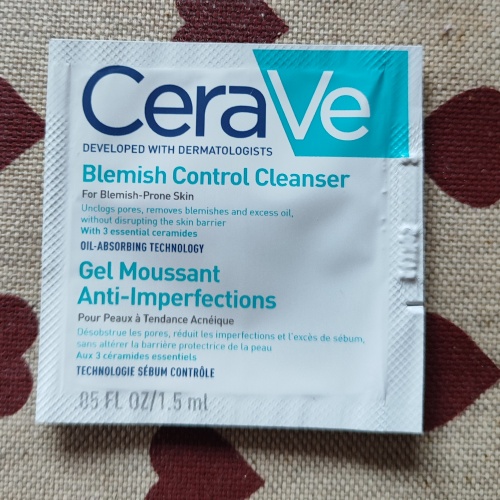 CeraVe
DEVELOPED WITH DERMATOLOGISTS
Blemish Control Cleanser
For Blemish-Prone Skin
Unclogs pores, removes blemishes and excess oil,
without disrupting the skin barrier
With 3 essential ceramides
OIL-ABSORBING TECHNOLOGY
Gel Moussant
Anti-Imperfections
Pour Peaux à Tendance Acnéique
Désobstrue les pores, réduit les imperfections et l'excès de sébum,
sans altérer la barrière protectrice de la peau
Aux 3 céramides essentiels
TECHNOLOGIE SÉBUM CONTRÔLE
05 FL OZ/1.5 ml